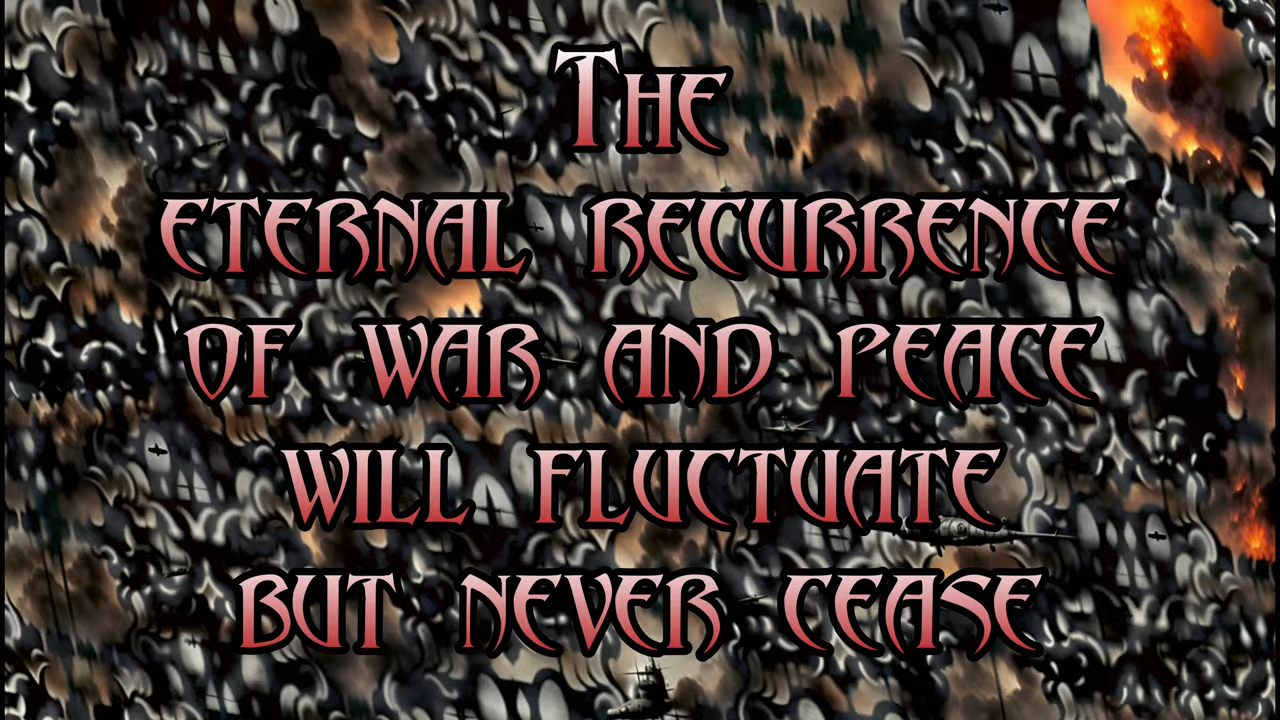 The
eternal recurrence
of war and peace
will fluctuate
but never cease